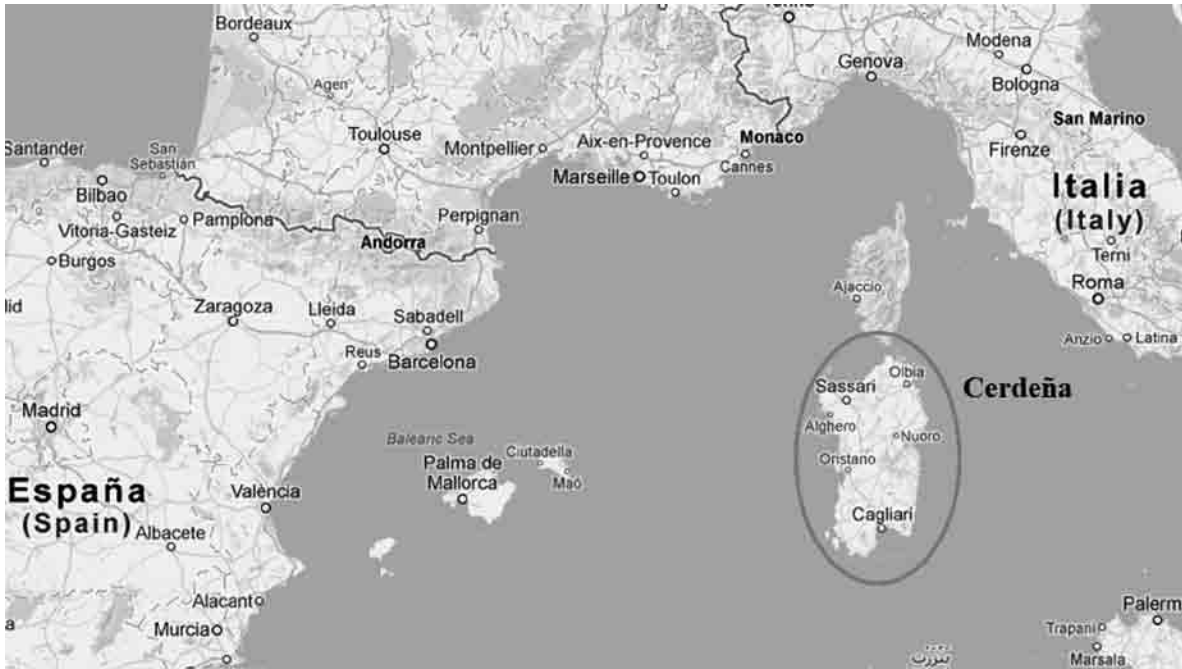 Bordeaux
Modena
Genova
Bologna
Agen
San Marino
Toulouse
Montpellier
Aix-en-Provence
Monaco
Firenze
Santander
San
Sebastián
Marseille
Toulon
Cannes
Italia
(Italy)
Bilbao
Vitoria-Gasteiz
Pamplona
Perpignan
Andorra
Terni
Burgos
Roma
Ajaccio
Zaragoza
Lleida
Sabadell
Anzio
Latina
Reus
Barcelona
Olbia
Cerdeña
Sassari
Madrid
Alghero
Nuoro
Balearic Sea
Ciutadella
Palma de
Mallorca
Maó
Oristano
España
(Spain)
València
Cagliari
Albacete
Alacant
Murcia
Palerm
Trapani
Marsala
بنزرت